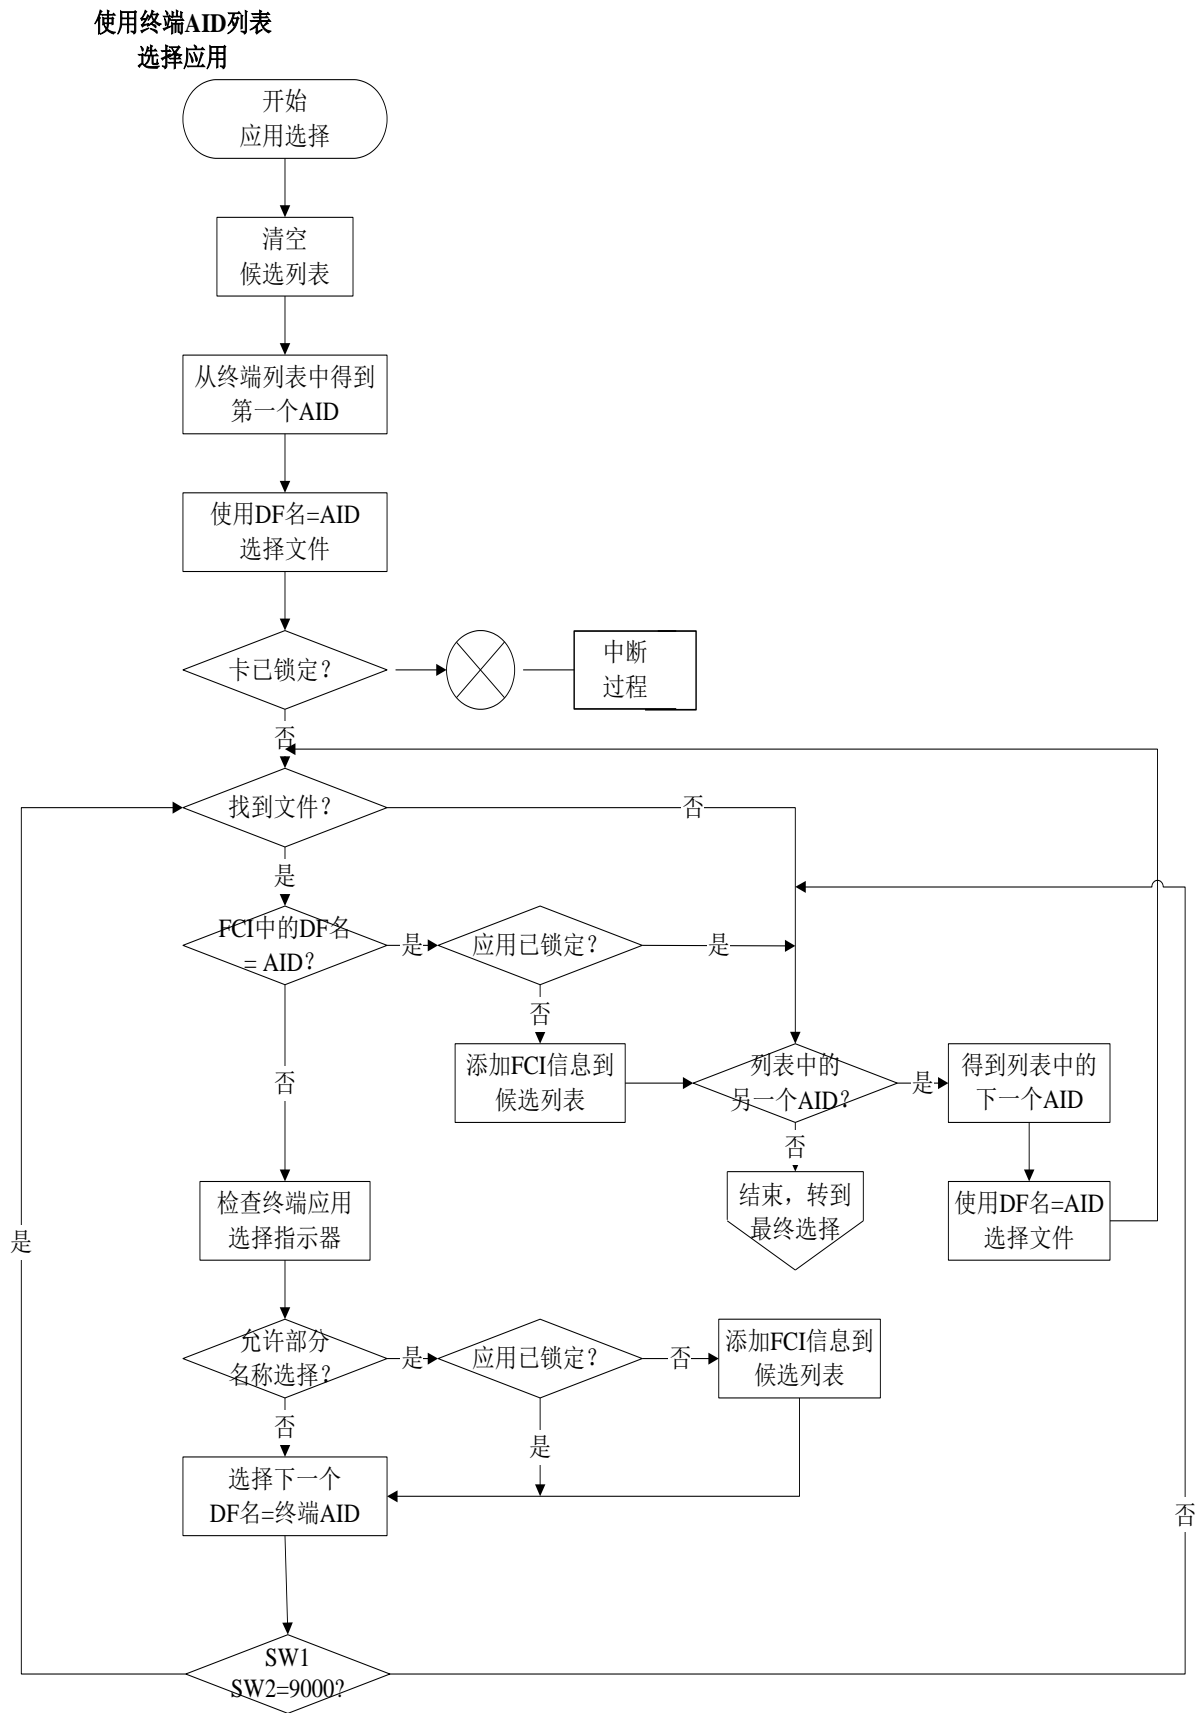 使用终端AID列表
选择应用
开始
应用选择
清空
候选列表
从终端列表中得到
第一个AID
使用DF名=AID
选择文件
卡已锁定？
中断
过程
否
找到文件？
否
是
FCI中的DF名
= AID？
是
应用已锁定？
是
否
否
添加FCI信息到
候选列表
列表中的
另一个AID？
是
得到列表中的
下一个AID
否
结束，转到
最终选择
使用DF名=AID
选择文件
检查终端应用
选择指示器
是
允许部分
名称选择？
是
应用已锁定？
否
添加FCI信息到
候选列表
否
是
选择下一个
DF名=终端AID
否
SW1
SW2=9000?